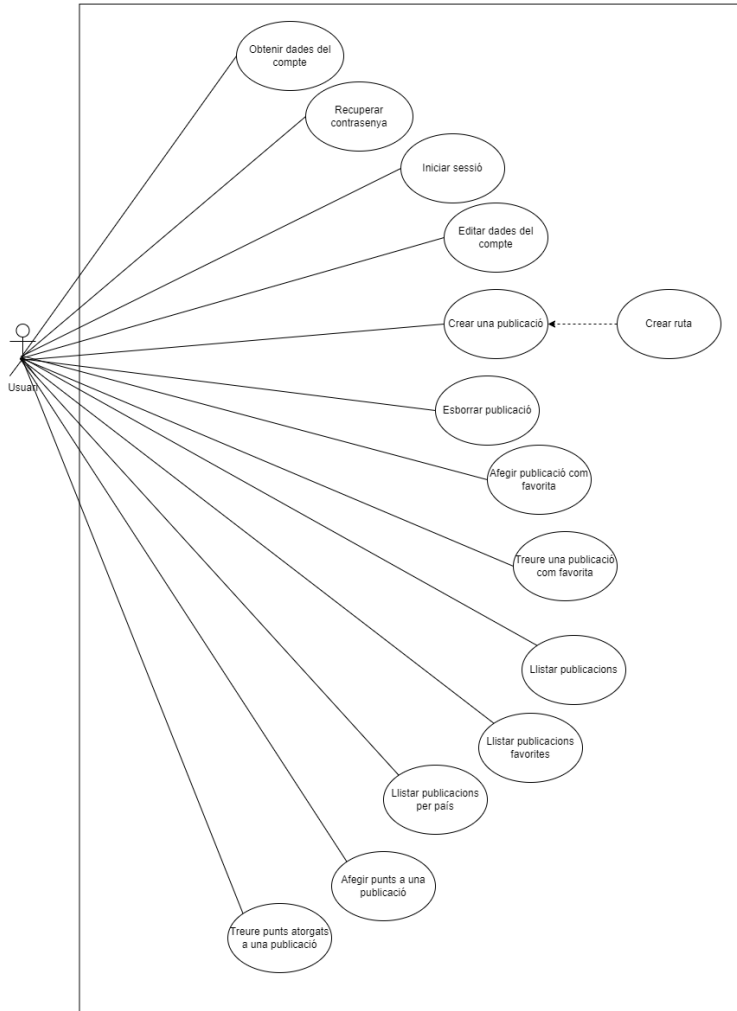 Obtenir dades del
compte
Recuperar
contrasenya
Iniciar sessió
Editar dades del
compte
Crear una publicació
Crear ruta
Usuari
Esborrar publicació
Afegir publicació com
favorita
Treure una publicació
com favorita
Llistar publicacions
Llistar publicacions
favorites
Llistar publicacions
per país
Afegir punts a una
publicació
Treure punts atorgats
a una publicació